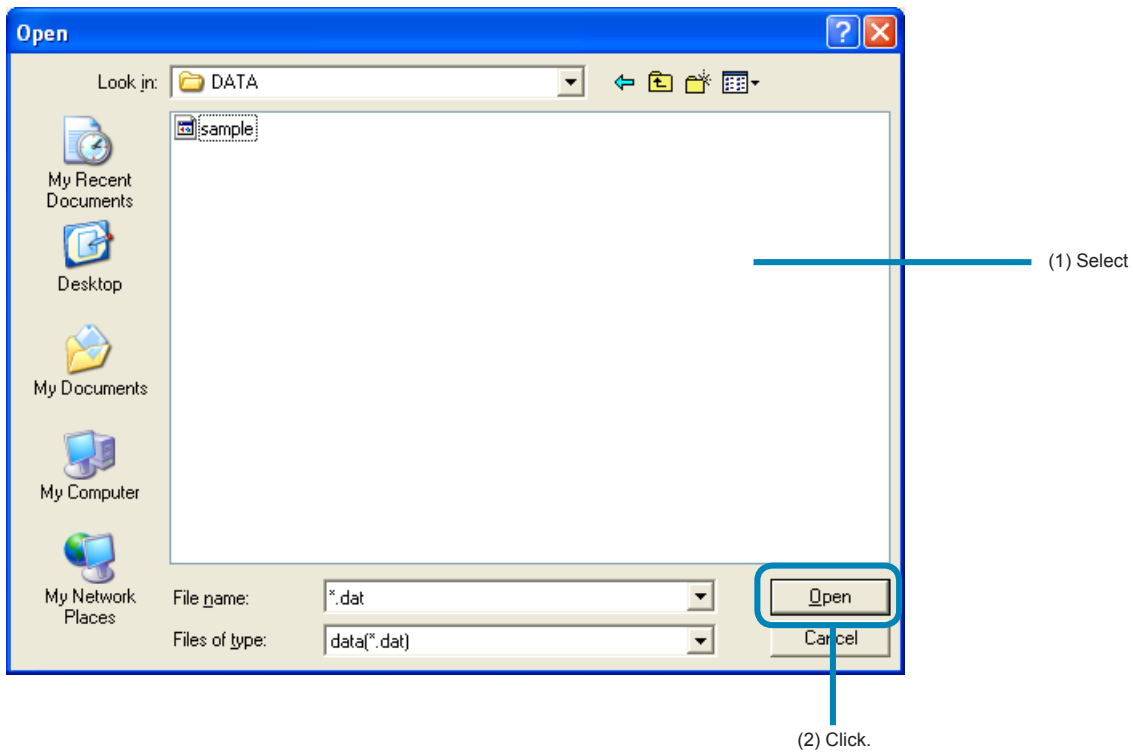 Open
Look in:
DATA
sample
My Recent
Documents
Desktop
My Documents
My Computer
My Network
Places
File name:
*.dat
Open
Files of type:
data(*.dat)
Cancel
(1) Select
(2) Click.